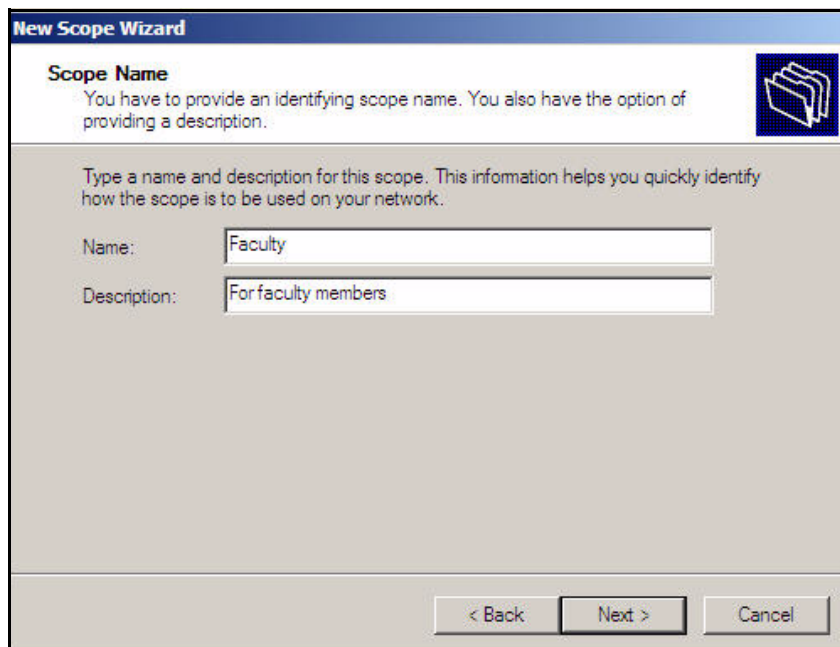 New Scope Wizard
Scope Name
You have to provide an identifying scope name. You also have the option of
providing a description.
Type a name and description for this scope. This information helps you quickly identify
how the scope is to be used on your network.
Name: Faculty
Description: For faculty members
< Back Next > Cancel